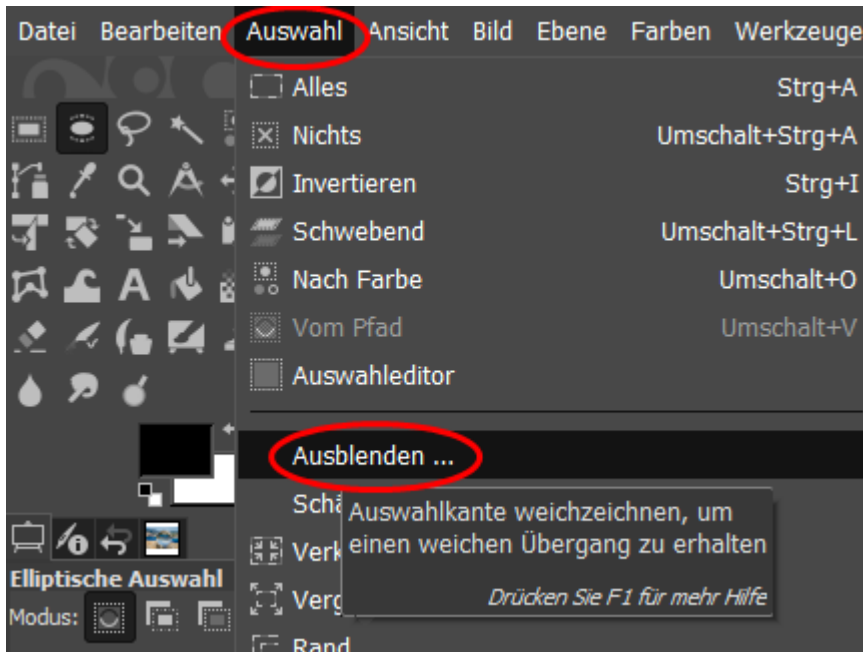 Datei Bearbeiten Auswahl Ansicht Bild Ebene Farben Werkzeuge
Alles Strg+A
Nichts Umschalt+Strg+A
Invertieren Strg+I
Schwebend Umschalt+Strg+L
Nach Farbe Umschalt+O
Vom Pfad Umschalt+V
Auswahleditor
Ausblenden ...
Auswahlkante weichzeichnen, um
einen weichen Übergang zu erhalten
Drücken Sie F1 für mehr Hilfe
Rand
Elliptische Auswahl
Modus: